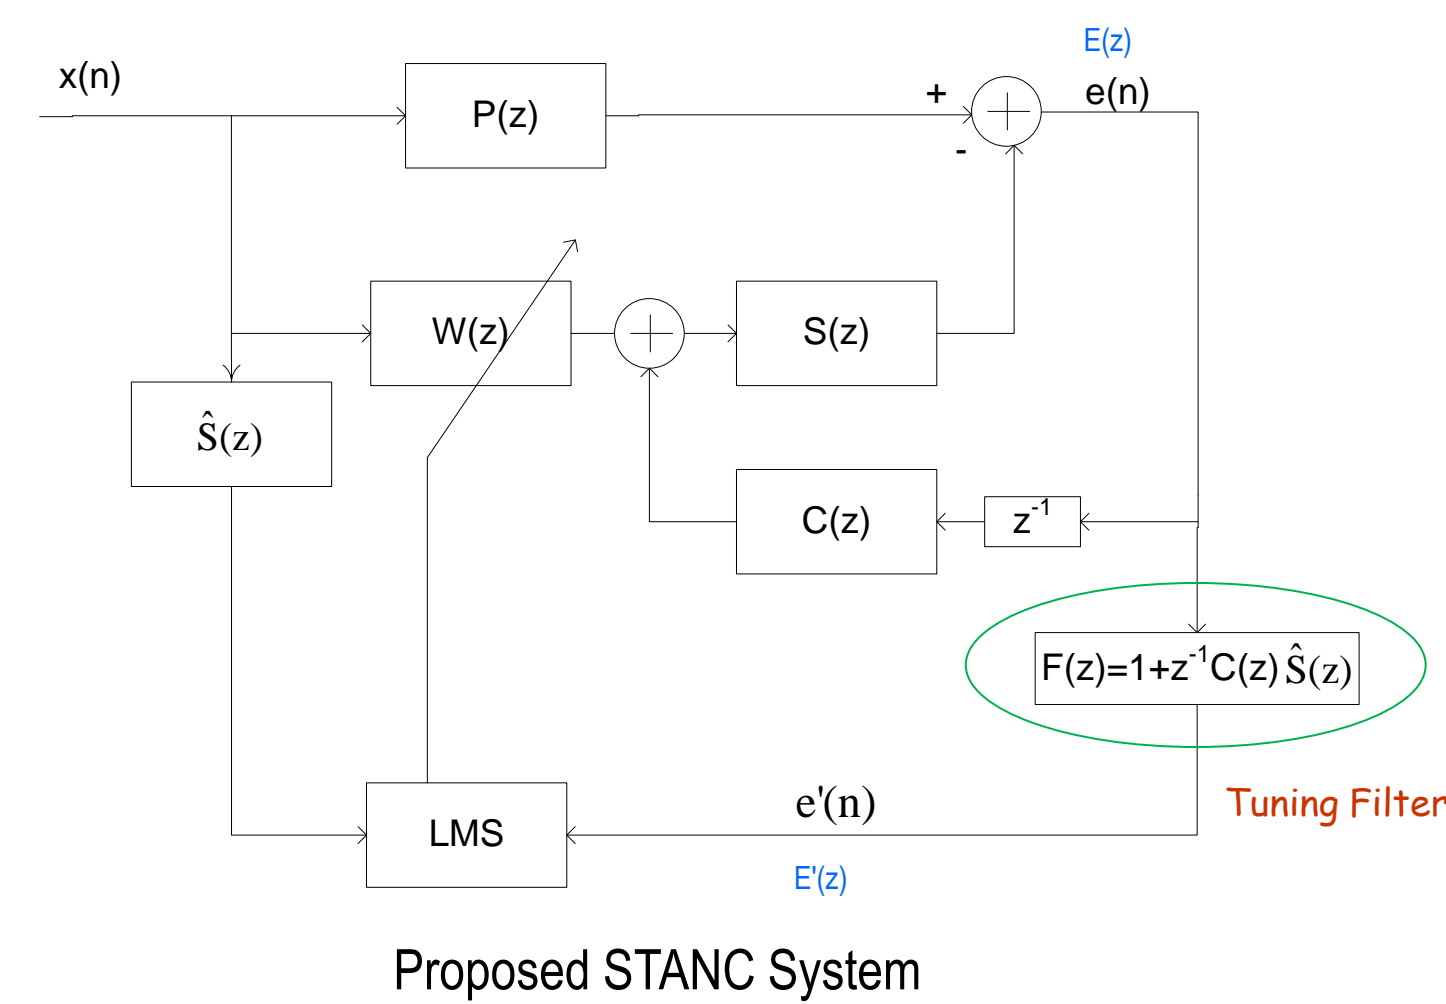 E(z)
x(n)
P(z)
+
-
e(n)
W(z)
S(z)
Ŝ(z)
C(z)
z⁻¹
F(z)=1+z⁻¹C(z) Ŝ(z)
e'(n)
Tuning Filter
LMS
E'(z)
Proposed STANC System